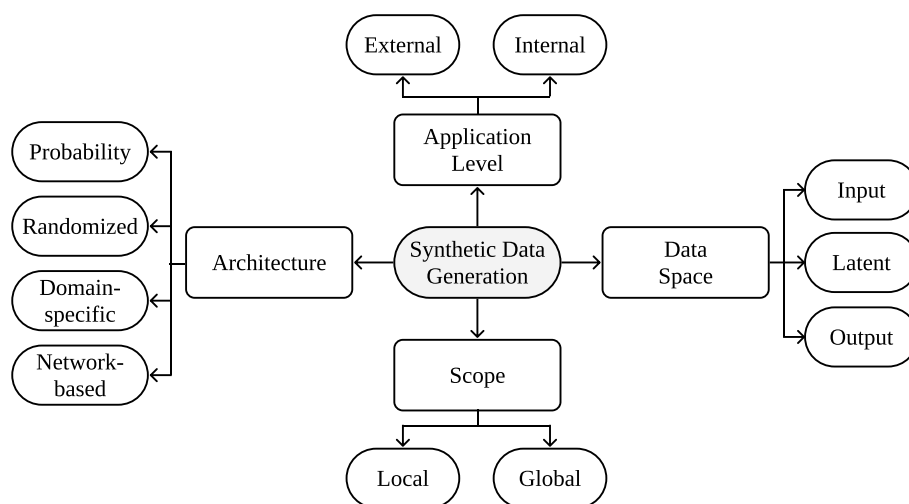 External
Internal
Application
Level
Probability
Randomized
Domain-
specific
Network-
based
Architecture
Synthetic Data
Generation
Data
Space
Input
Latent
Output
Scope
Local
Global